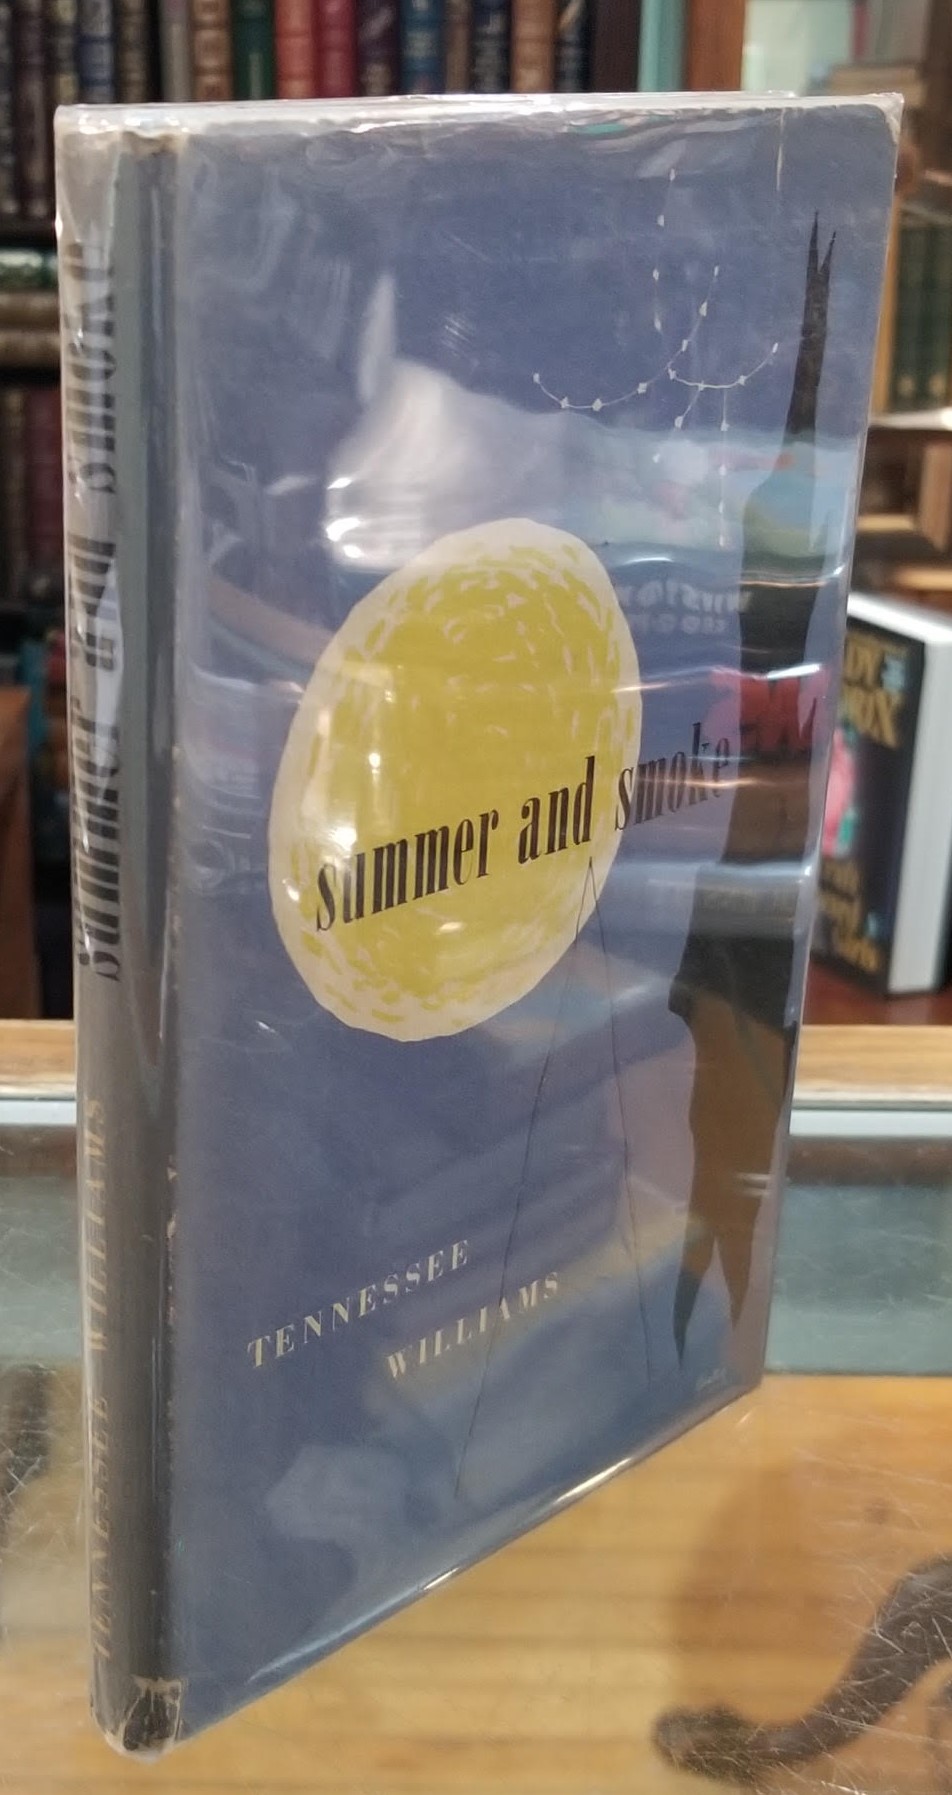 summer and smoke
TENNESSEE
WILLIAMS
summer and smoke
TENNESSEE WILLIAMS